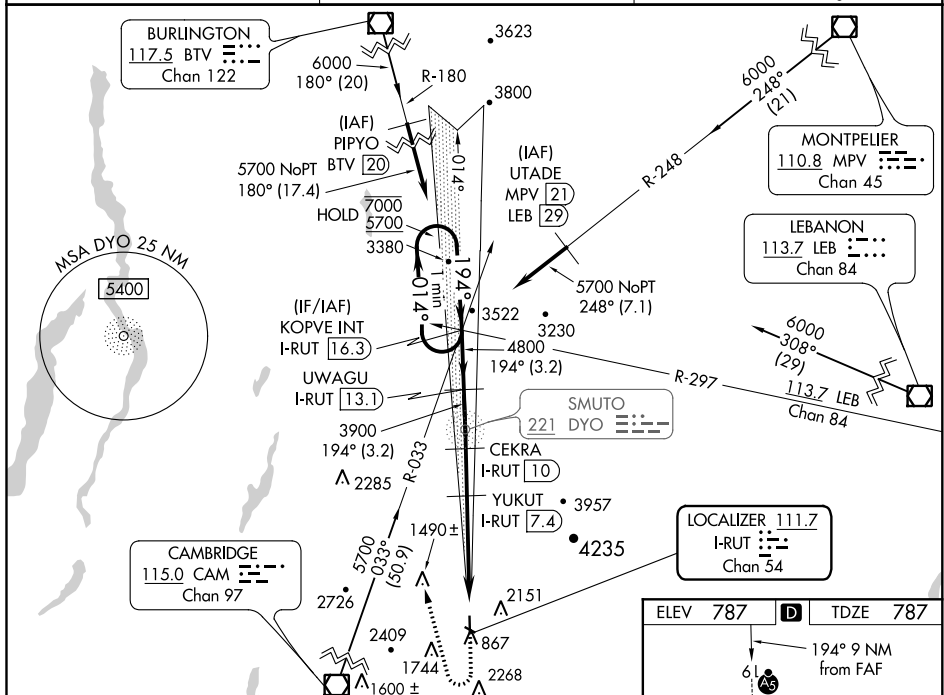 BURLINGTON
117.5 BTV
Chan 122
6000
180° (20)
R-180
3623
3800
6000
248°
(21)
MONTPELIER
110.8 MPV
Chan 45
R-248
(IAF)
PIPYO
BTV 20
5700 NoPT
180° (17.4)
014°
(IAF)
UTADE
MPV 21
LEB 29
HOLD 7000
5700
3380
LEBANON
113.7 LEB
Chan 84
MSA DYO 25 NM
5400
5700 NoPT
248° (7.1)
194°
1 min
014°
(IF/IAF)
KOPVE INT
I-RUT 16.3
3522
3230
6000
308°
(29)
4800
194° (3.2)
R-297
113.7 LEB
Chan 84
UWAGU
I-RUT 13.1
SMUTO
221 DYO
3900
194° (3.2)
R-033
CEKRA
I-RUT 10
2285
YUKUT
I-RUT 7.4
3957
4235
1490 ±
LOCALIZER 111.7
I-RUT
Chan 54
CAMBRIDGE
115.0 CAM
Chan 97
5700
033°
(50.9)
2726
2151
2409
1744
867
2268
1600 ±
ELEV 787 D TDZE 787
194° 9 NM
from FAF
6L
A5